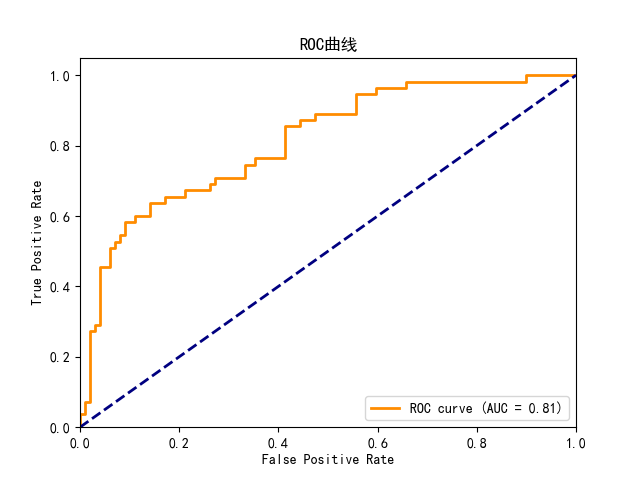 ROC曲线
True Positive Rate
1.0
0.8
0.6
0.4
0.2
0.0
ROC curve (AUC = 0.81)
0.0 0.2 0.4 0.6 0.8 1.0
False Positive Rate